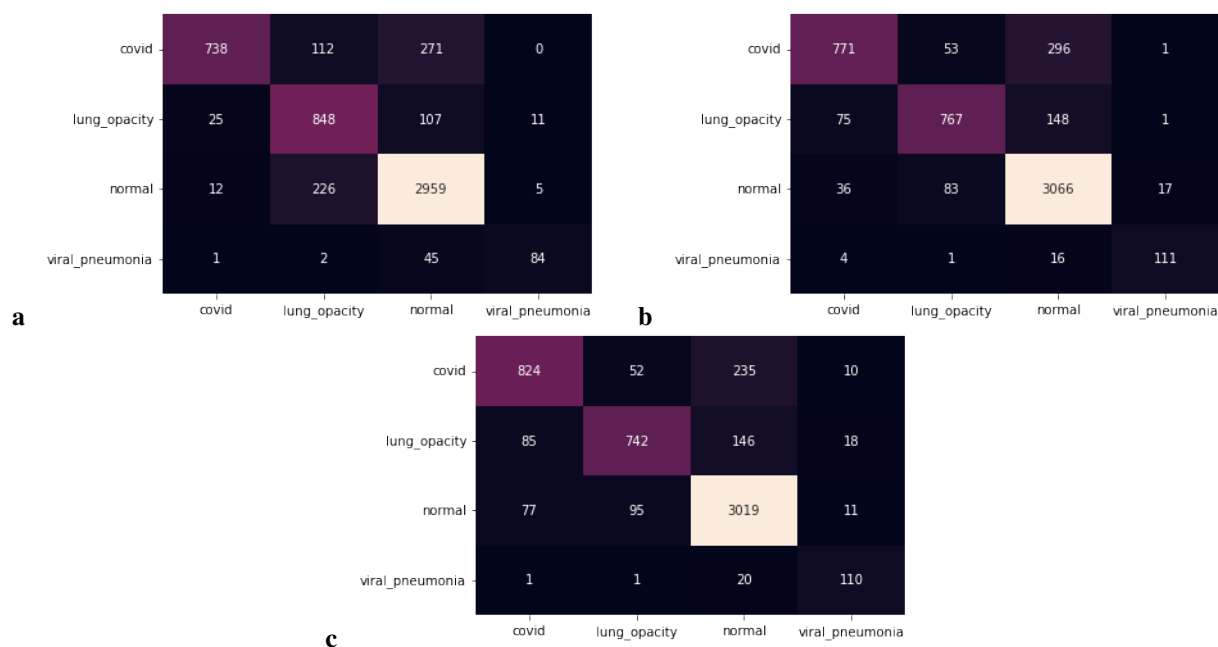 covid 738 112 271 0
lung_opacity 25 848 107 11
normal 12 226 2959 5
viral_pneumonia 1 2 45 84
covid lung_opacity normal viral_pneumonia
a
covid 771 53 296 1
lung_opacity 75 767 148 1
normal 36 83 3066 17
viral_pneumonia 4 1 16 111
covid lung_opacity normal viral_pneumonia
b
covid 824 52 235 10
lung_opacity 85 742 146 18
normal 77 95 3019 11
viral_pneumonia 1 1 20 110
covid lung_opacity normal viral_pneumonia
c